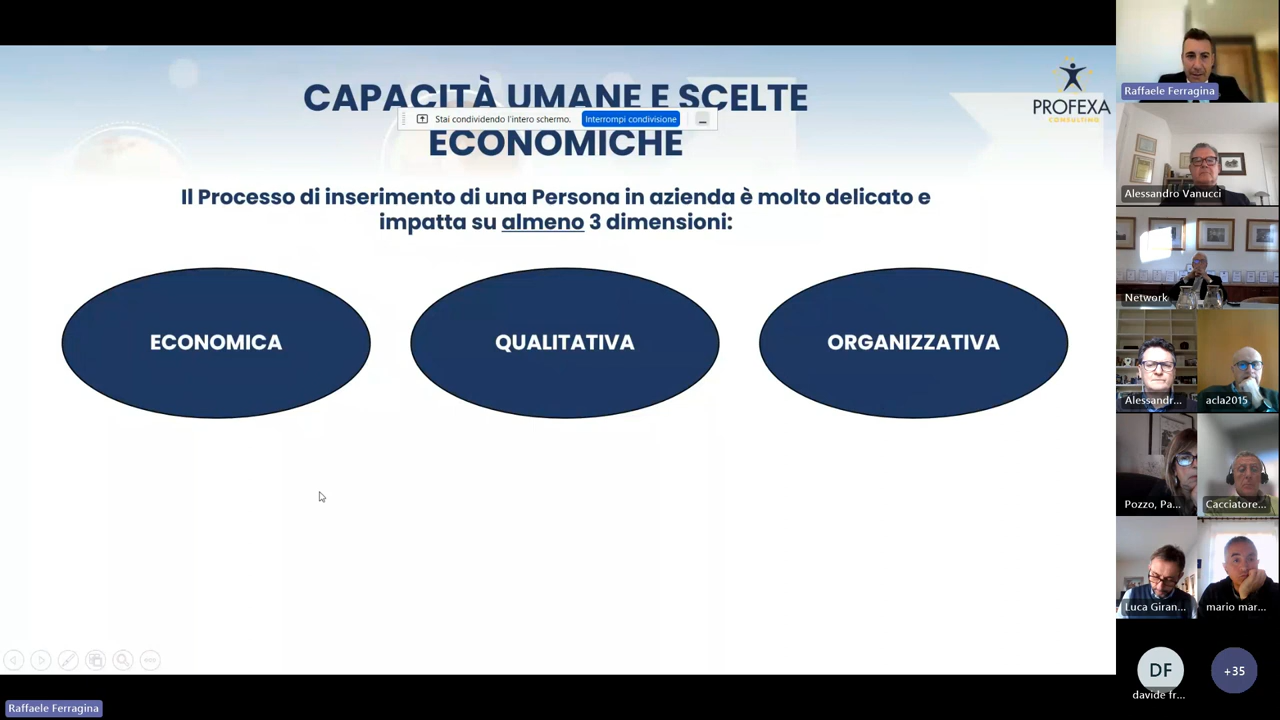 CAPACITÀ UMANE E SCELTE
Stai condividendo l'intero schermo. Interrompi condivisione
ECONOMICHE
PROFEXA
CONSULTING
Il Processo di inserimento di una Persona in azienda è molto delicato e
impatta su almeno 3 dimensioni:
ECONOMICA
QUALITATIVA
ORGANIZZATIVA
Raffaele Ferragina
Raffaele Ferragina
Alessandro Vanucci
Network
Alessandr...
acla2015
Pozzo, Pa...
Cacciatore...
Luca Giran...
mario mar...
DF
davide fr...
+35